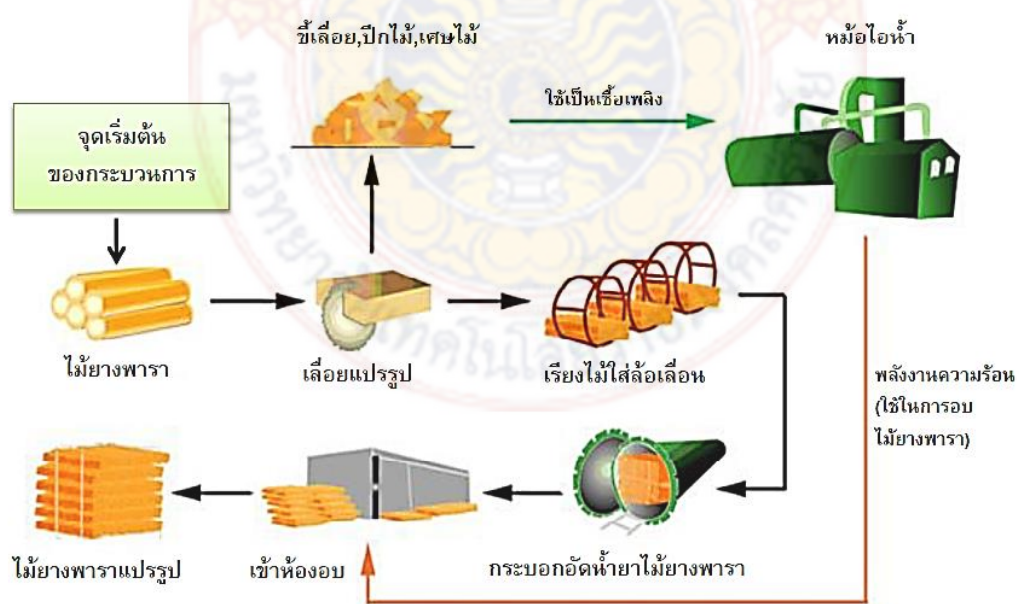 ขี้เลื่อย,ปีกไม้,เศษไม้
หม้อไอน้ำ
ใช้เป็นเชื้อเพลิง
จุดเริ่มต้น
ของกระบวนการ
ไม้ยางพารา
เลื่อยแปรรูป
เรียงไม้ใส่ล้อเลื่อน
พลังงานความร้อน
(ใช้ในการอบ
ไม้ยางพารา)
ไม้ยางพาราแปรรูป
เข้าห้องอบ
กระบอกอัดน้ำยาไม้ยางพารา